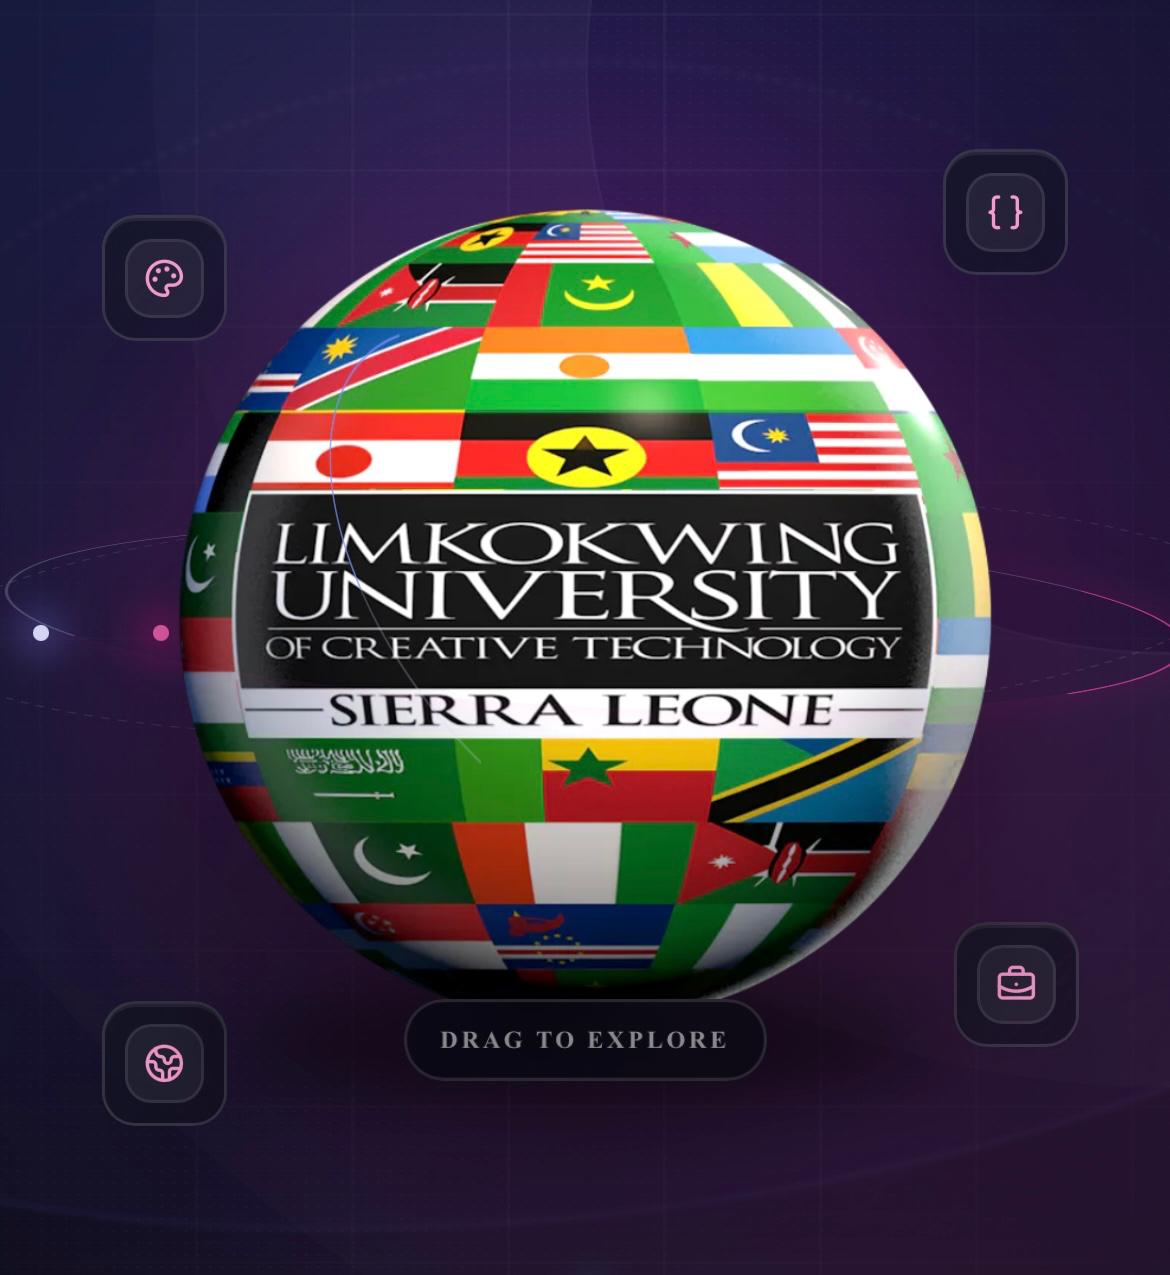 LIMKOKWING
UNIVERSITY
OF CREATIVE TECHNOLOGY
SIERRA LEONE
DRAG TO EXPLORE